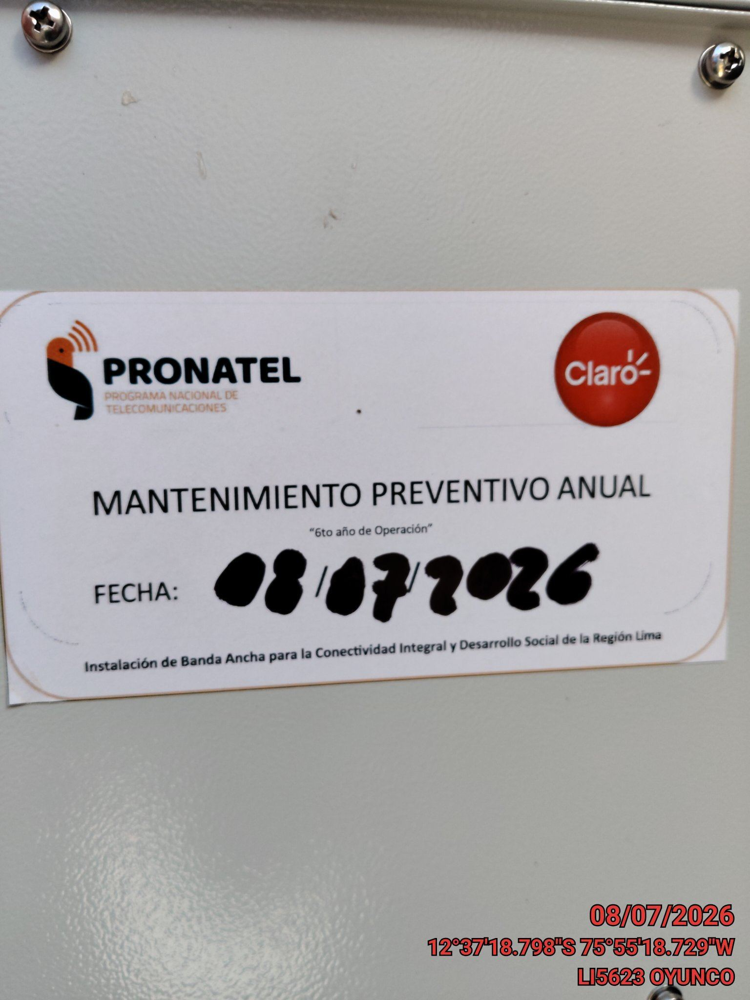 PRONATEL
PROGRAMA NACIONAL DE
TELECOMUNICACIONES
Claro
MANTENIMIENTO PREVENTIVO ANUAL
“6to año de Operación”
FECHA: 08/07/2026
Instalación de Banda Ancha para la Conectividad Integral y Desarrollo Social de la Región Lima
08/07/2026
12°37'18.798"S 75°55'18.729"W
LI5623 OYUNCO